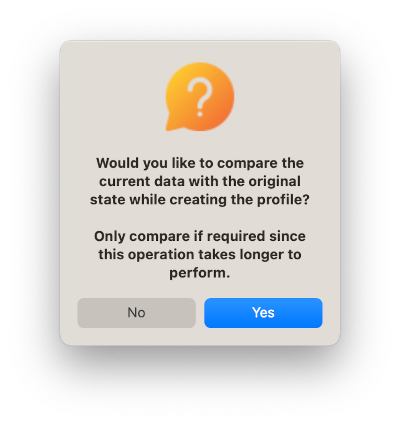 Would you like to compare the
current data with the original
state while creating the profile?
Only compare if required since
this operation takes longer to
perform.
No
Yes